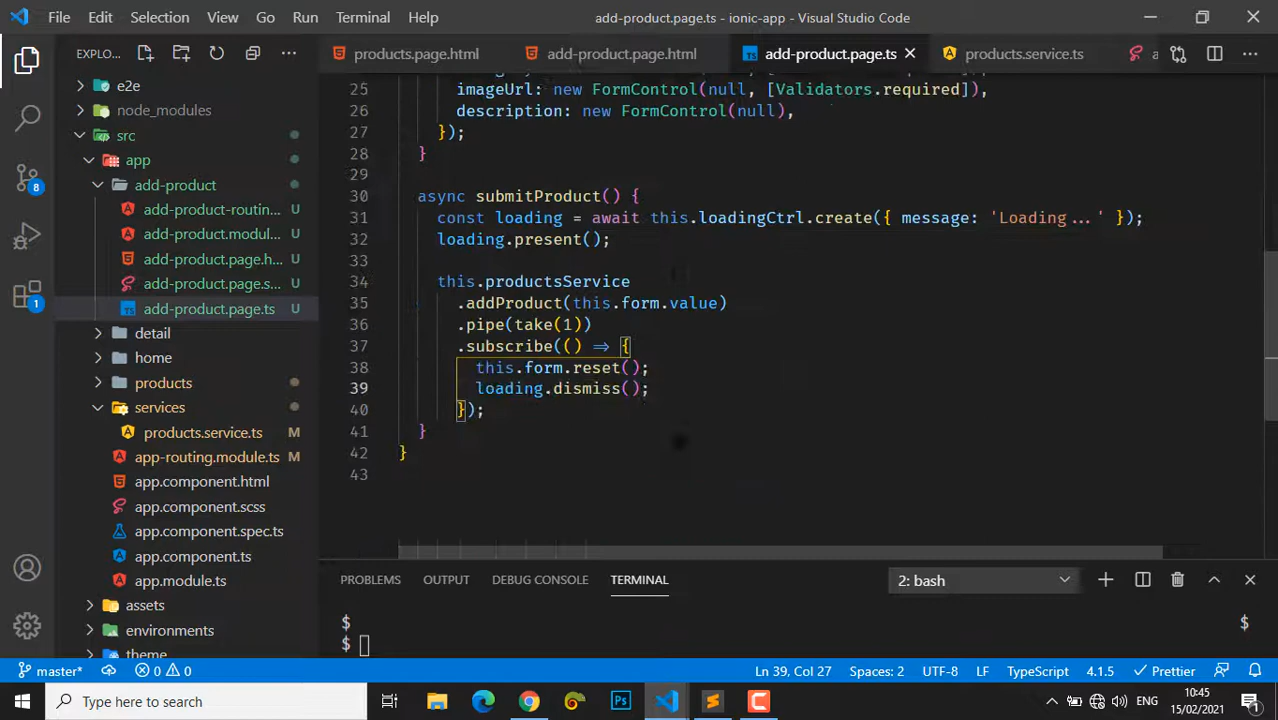 File Edit Selection View Go Run Terminal Help add-product.page.ts - ionic-app - Visual Studio Code
EXPLO... products.page.html add-product.page.html add-product.page.ts products.service.ts a
e2e
node_modules
src
app
add-product
add-product-routin... U
add-product.modul... U
add-product.page.h... U
add-product.page.s... U
add-product.page.ts U
detail
home
products
services
products.service.ts M
app-routing.module.ts M
app.component.html
app.component.scss
app.component.spec.ts
app.component.ts
app.module.ts
assets
environments
theme
8
1
25 imageUrl: new FormControl(null, [Validators.required]),
26 description: new FormControl(null),
27 });
28 }
29
30 async submitProduct() {
31 const loading = await this.loadingCtrl.create({ message: 'Loading...' });
32 loading.present();
33
34 this.productsService
35 .addProduct(this.form.value)
36 .pipe(take(1))
37 .subscribe(() => {
38 this.form.reset();
39 loading.dismiss();
40 });
41 }
42 }
43
PROBLEMS OUTPUT DEBUG CONSOLE TERMINAL 2: bash
$ $
$
master* 0 0 Ln 39, Col 27 Spaces: 2 UTF-8 LF TypeScript 4.1.5 Prettier
Type here to search Ps ENG 10:45
15/02/2021 1